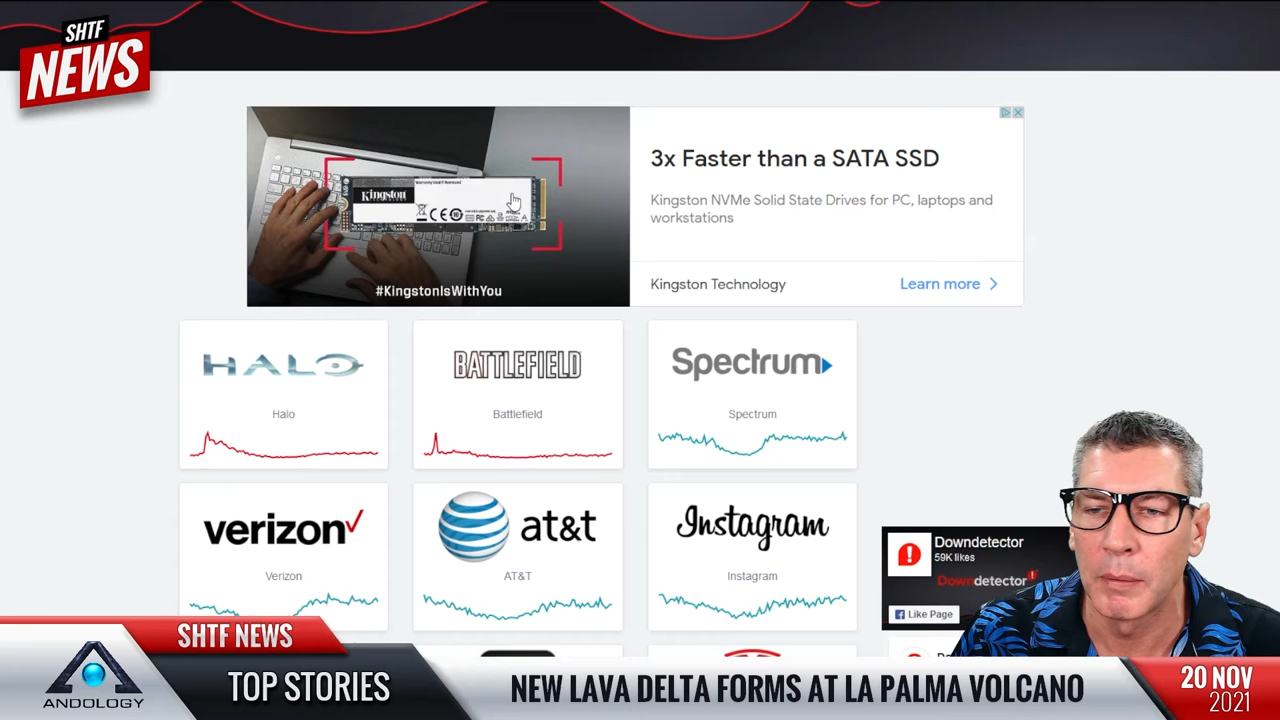 SHTF
NEWS
3x Faster than a SATA SSD
Kingston NVMe Solid State Drives for PC, laptops and
workstations
Kingston
#KingstonIsWithYou
Kingston Technology
Learn more
HALO
BATTLEFIELD
Spectrum
Halo
Battlefield
Spectrum
verizon
at&t
Instagram
Verizon
AT&T
Instagram
Downdetector
59K likes
Downdetector
Like Page
SHTF NEWS
ANDOLOGY
TOP STORIES
NEW LAVA DELTA FORMS AT LA PALMA VOLCANO
20 NOV
2021